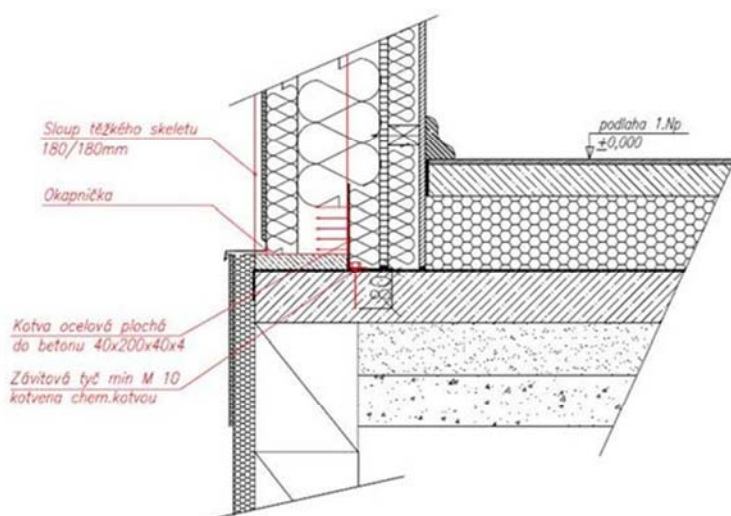 Sloup těžkého skeletu
180/180mm
Okapnička
podlaha 1.Np
±0,000
Kotva ocelová plochá
do betonu 40x200x40x4
Závitová tyč min M 10
kotvena chem.kotvou
180